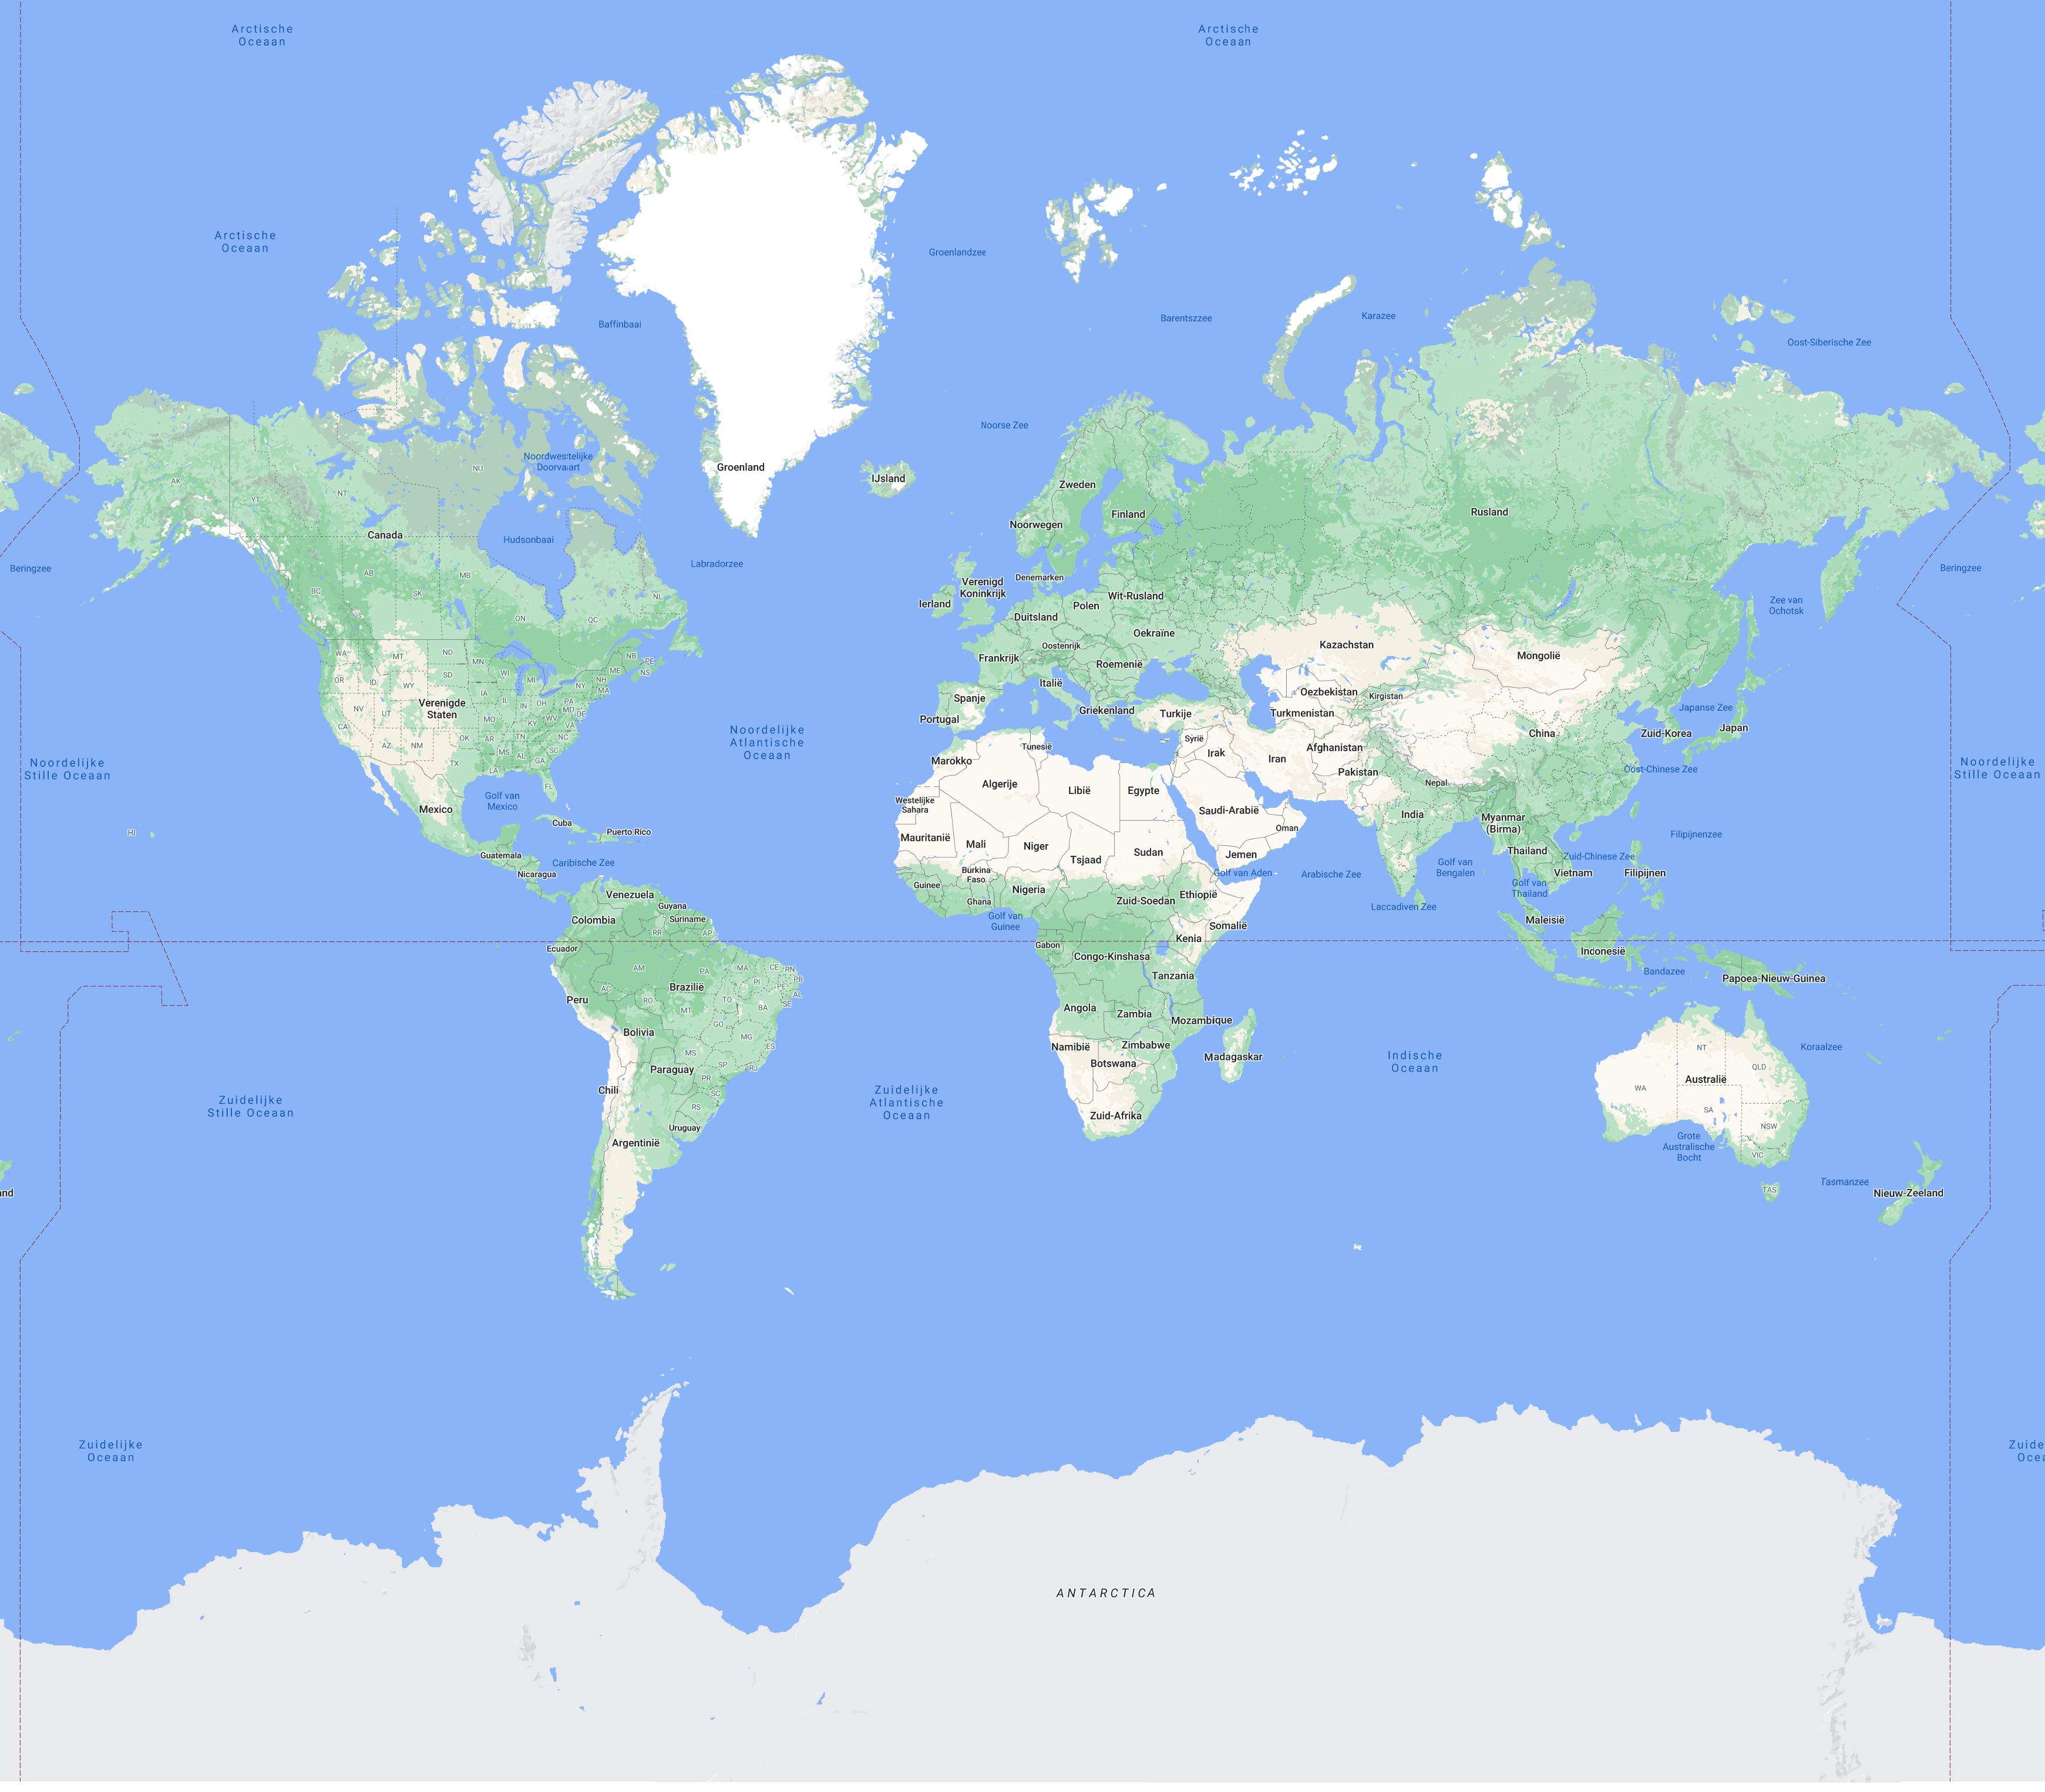 Arctische
Oceaan
Arctische
Oceaan
Arctische
Oceaan
Groenlandzee
Baffinbaai
Barentszzee
Karazee
Oost-Siberische Zee
Noorse Zee
Noordwestelijke
Doorvaart
Groenland
IJsland
NU
AK
YT
NT
Zweden
Finland
Noorwegen
Rusland
Canada
Hudsonbaai
Labradorzee
Beringzee
Beringzee
AB
MB
BC
SK
ON
QC
NL
Denemarken
Verenigd
Koninkrijk
Ierland
Wit-Rusland
Polen
Duitsland
Oekraïne
Zee van
Ochotsk
Kazachstan
Mongolië
Oostenrijk
Frankrijk
Roemenië
Italië
WA
MT
ND
MN
NB
PE
ME
NS
OR
ID
WY
SD
WI
MI
NH
NY
MA
Verenigde
Staten
NV
UT
IA
IL
IN
OH
PA
MD
DE
WV
MO
KY
VA
CA
AZ
NM
OK
AR
TN
NC
MS
AL
SC
GA
TX
LA
FL
Spanje
Portugal
Griekenland
Turkije
Oezbekistan
Kirgistan
Turkmenistan
Japanse Zee
Japan
Zuid-Korea
China
Noordelijke
Atlantische
Oceaan
Noordelijke
Stille Oceaan
Noordelijke
Stille Oceaan
Tunesië
Marokko
Syrië
Irak
Iran
Afghanistan
Pakistan
Nepal
Oost-Chinese Zee
Algerije
Libië
Egypte
Westelijke
Sahara
Saudi-Arabië
Oman
India
Myanmar
(Birma)
Golf van
Mexico
Mexico
Cuba
Puerto Rico
HI
Mauritanië
Mali
Niger
Tsjaad
Sudan
Jemen
Filipijnenzee
Thailand
Zuid-Chinese Zee
Guatemala
Caribische Zee
Nicaragua
Burkina
Faso
Guinee
Nigeria
Ghana
Golf van
Guinee
Zuid-Soedan
Ethiopië
Golf van Aden
Arabische Zee
Golf van
Bengalen
Golf van
Thailand
Vietnam
Filipijnen
Laccadiven Zee
Maleisië
Venezuela
Guyana
Suriname
Colombia
RR
AP
Ecuador
Gabon
Kenia
Somalië
Congo-Kinshasa
Tanzania
Indonesië
Bandazee
Papoea-Nieuw-Guinea
AM
PA
MA
CE
RN
PB
PI
PE
AL
SE
AC
RO
Brazilië
TO
BA
Peru
MT
GO
MG
ES
Bolivia
MS
SP
RJ
Paraguay
PR
SC
RS
Chili
Uruguay
Argentinië
Angola
Zambia
Mozambique
Zimbabwe
Namibië
Botswana
Madagaskar
Zuid-Afrika
Indische
Oceaan
Zuidelijke
Stille Oceaan
Zuidelijke
Atlantische
Oceaan
Koraalzee
NT
QLD
Australië
WA
SA
NSW
VIC
TAS
Grote
Australische
Bocht
Tasmanzee
Nieuw-Zeeland
and
Zuidelijke
Oceaan
Zuide
Ocea
ANTARCTICA